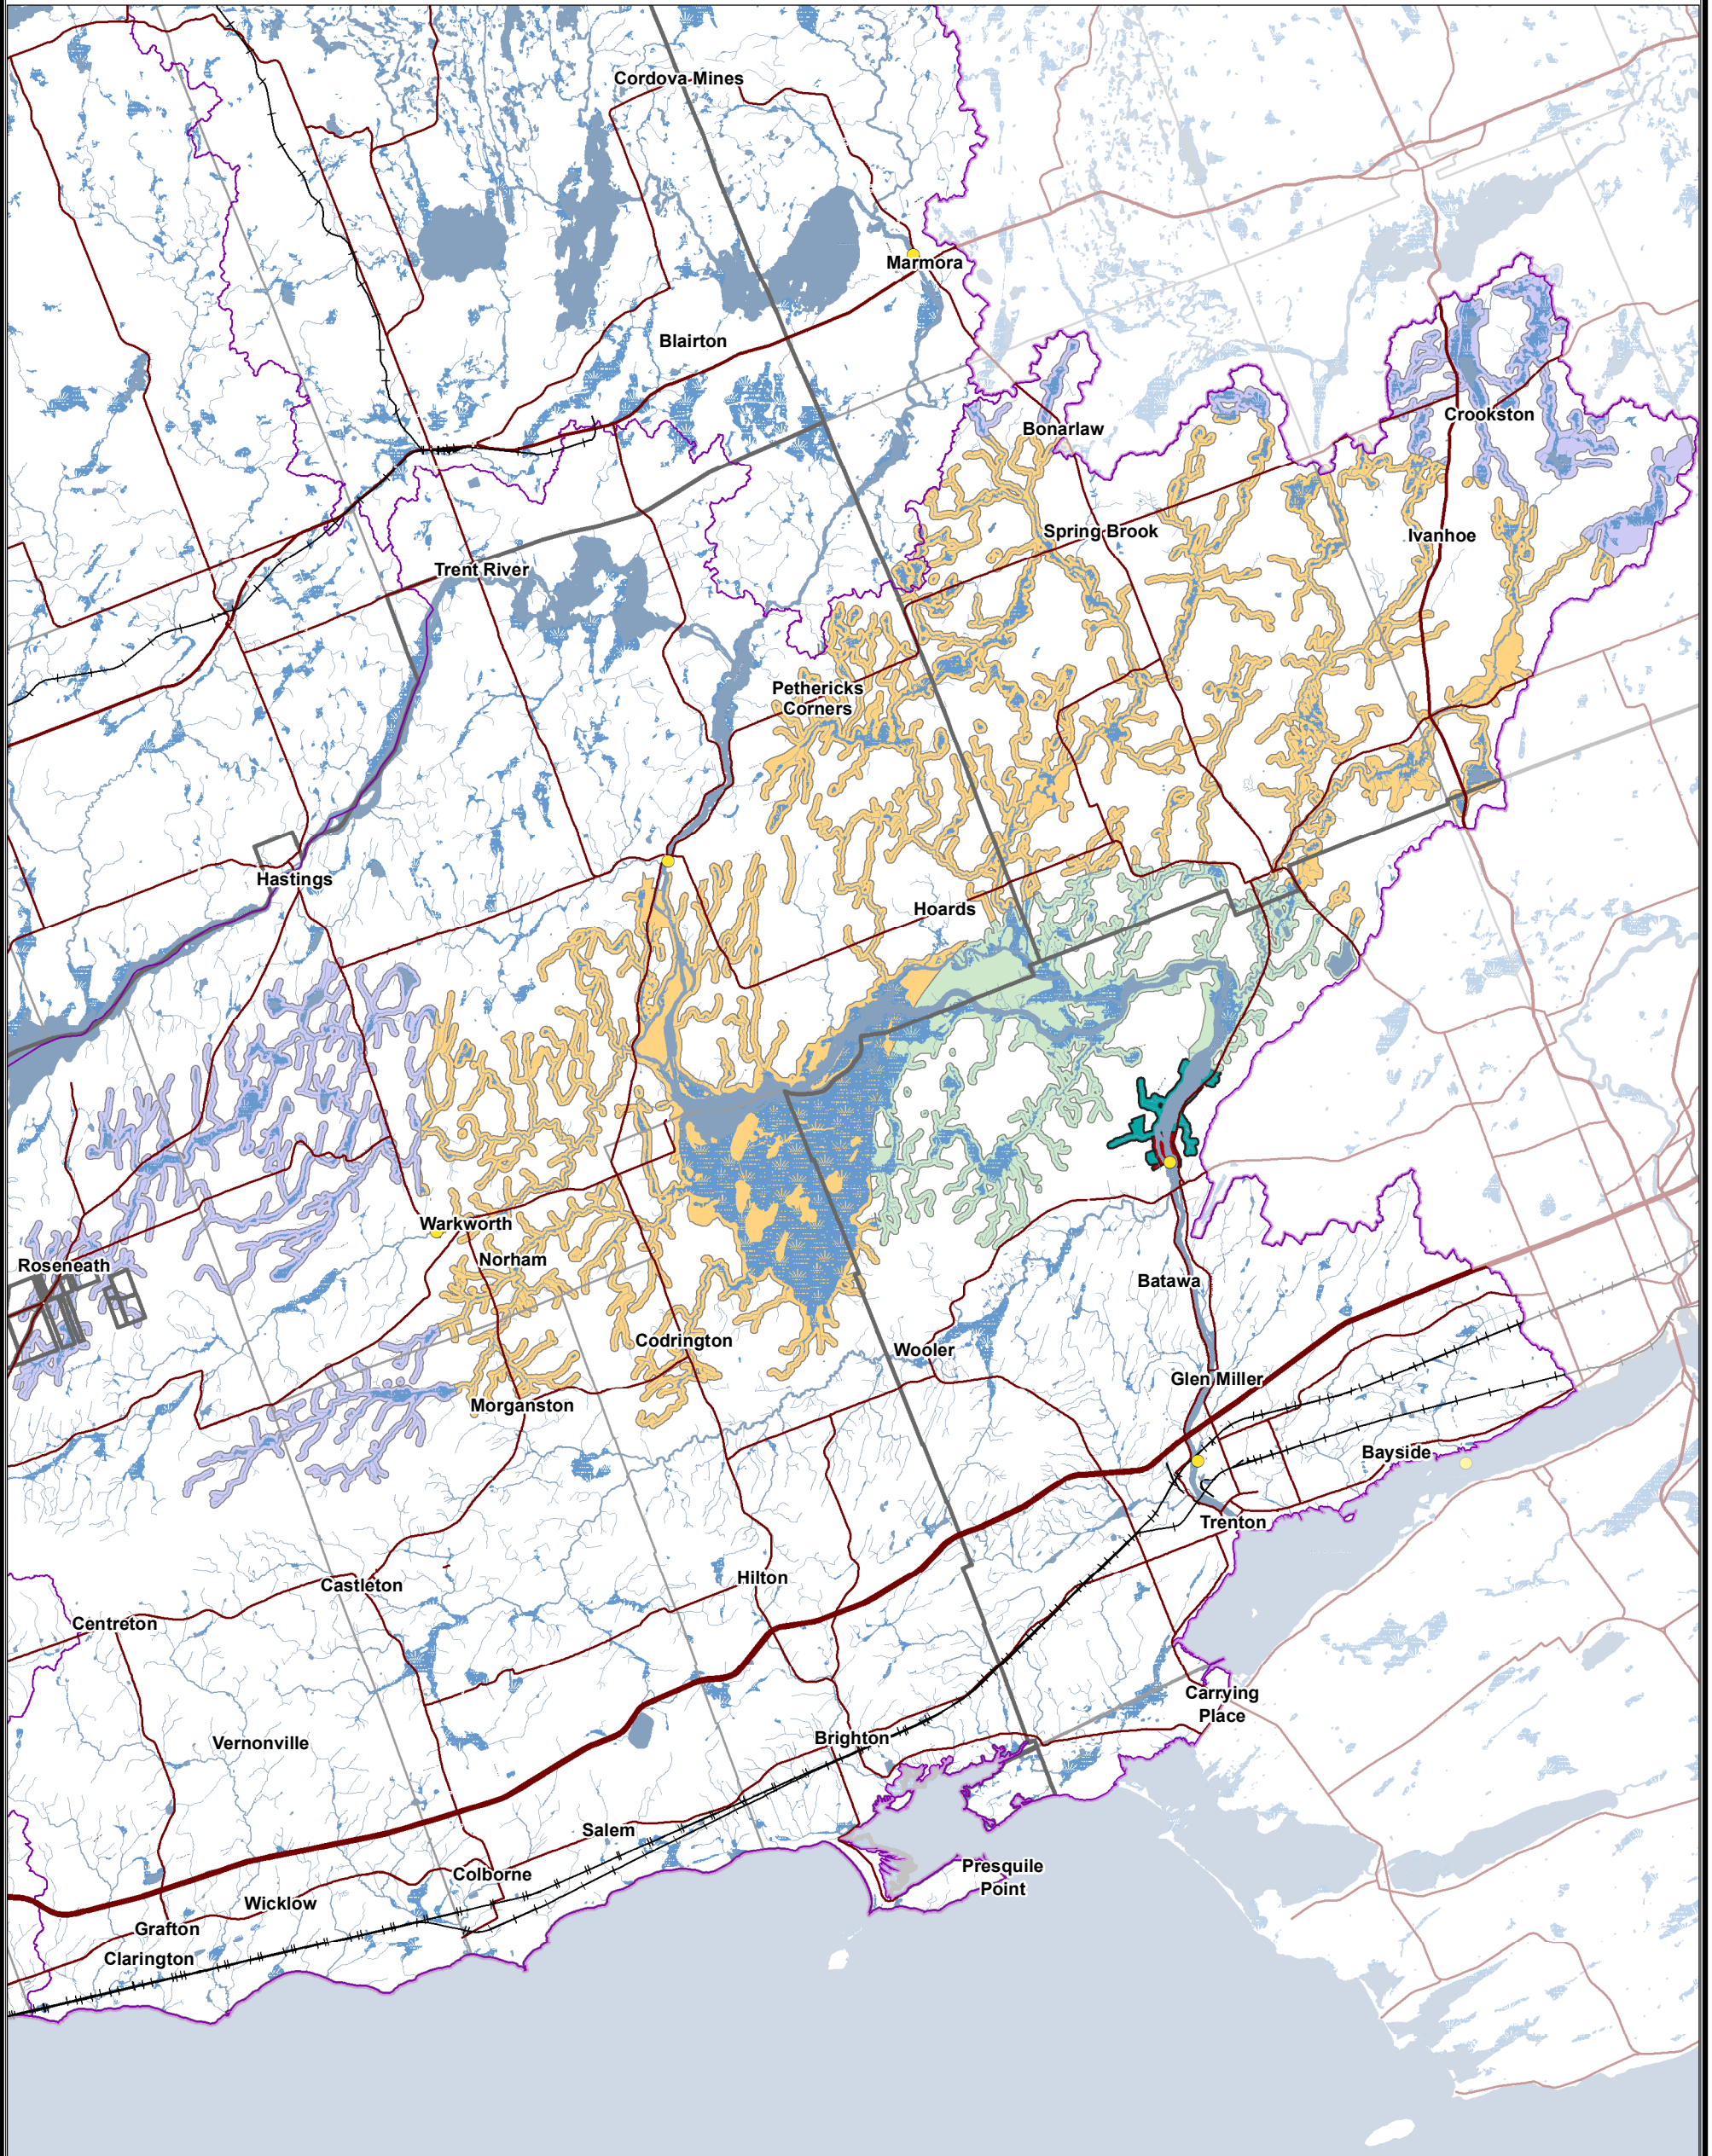 Cordova Mines
Marmora
Blairton
Crookston
Bonarlaw
Spring Brook
Ivanhoe
Trent River
Pethericks
Corners
Hastings
Hoards
Warkworth
Norham
Roseneath
Batawa
Codrington
Wooler
Glen Miller
Morganston
Bayside
Trenton
Hilton
Castleton
Centreton
Carrying
Place
Vernonville
Brighton
Salem
Presquile
Point
Colborne
Wicklow
Grafton
Clarington